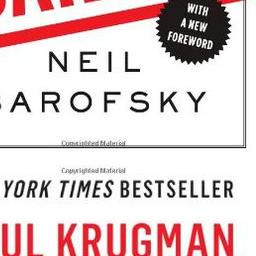 WITH
A NEW
FOREWORD
NEIL
BAROFSKY
Copyrighted Material
Copyrighted Material
YORK TIMES BESTSELLER
UL KRUGMAN